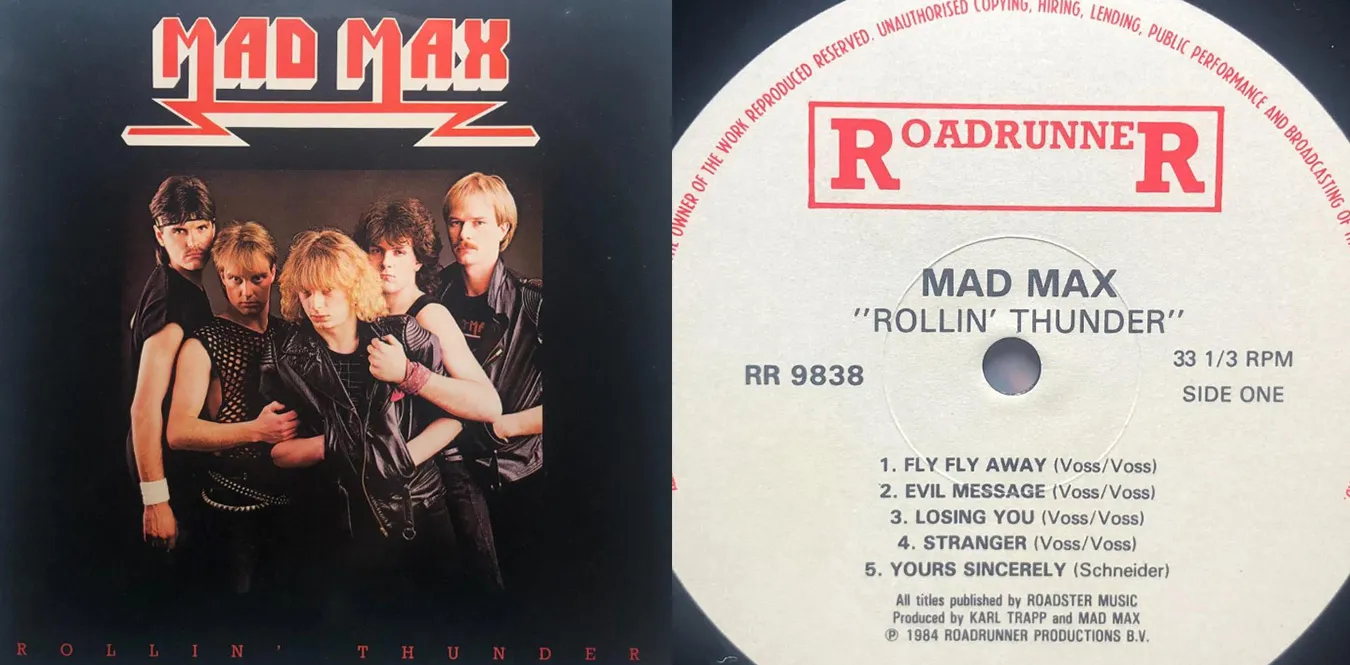 MAD MAX
ROLLIN' THUNDER
THE OWNER OF THE WORK REPRODUCED RESERVED. UNAUTHORISED COPYING, HIRING, LENDING, PUBLIC PERFORMANCE AND BROADCASTING OF
ROADRUNNER
MAD MAX
"ROLLIN' THUNDER"
RR 9838
33 1/3 RPM
SIDE ONE
1. FLY FLY AWAY (Voss/Voss)
2. EVIL MESSAGE (Voss/Voss)
3. LOSING YOU (Voss/Voss)
4. STRANGER (Voss/Voss)
5. YOURS SINCERELY (Schneider)
All titles published by ROADSTER MUSIC
Produced by KARL TRAPP and MAD MAX
℗ 1984 ROADRUNNER PRODUCTIONS B.V.